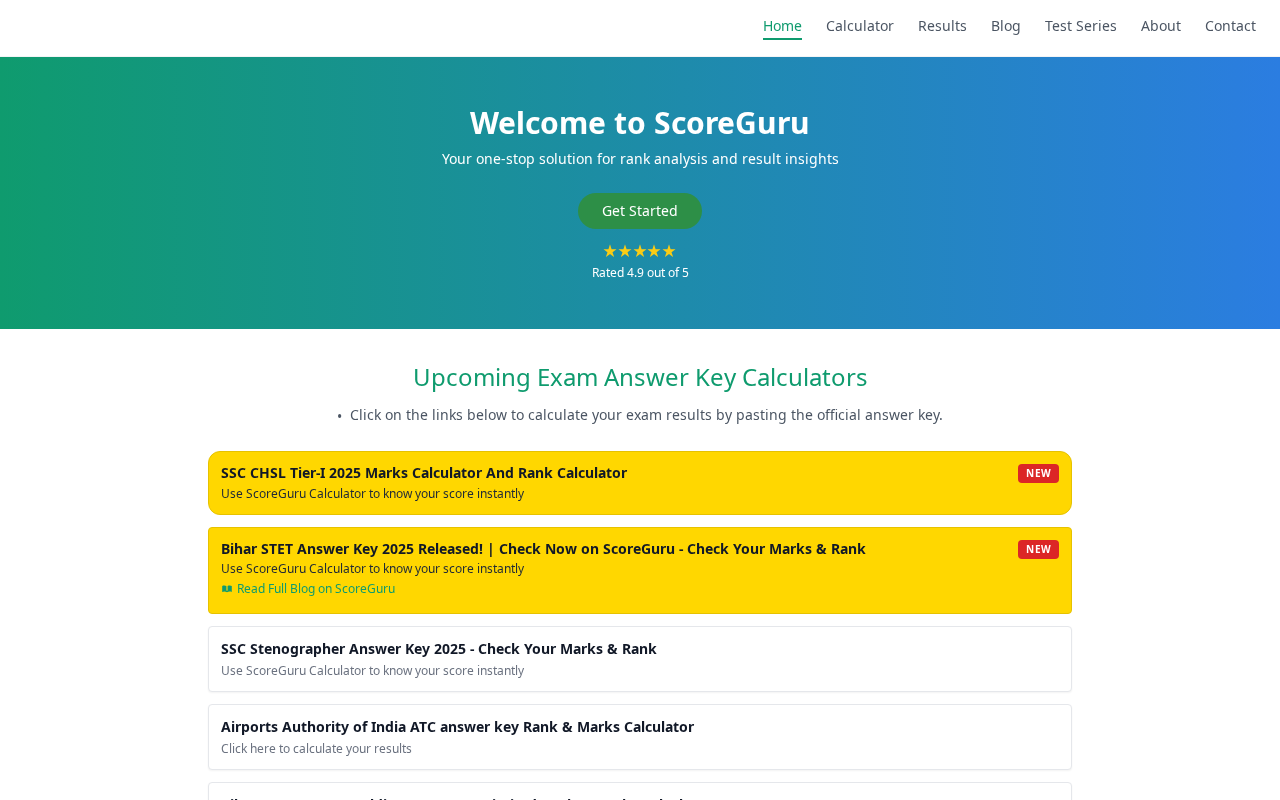 Home
Calculator
Results
Blog
Test Series
About
Contact
Welcome to ScoreGuru
Your one-stop solution for rank analysis and result insights
Get Started
★★★★★
Rated 4.9 out of 5
Upcoming Exam Answer Key Calculators
• Click on the links below to calculate your exam results by pasting the official answer key.
SSC CHSL Tier-I 2025 Marks Calculator And Rank Calculator
NEW
Use ScoreGuru Calculator to know your score instantly
Bihar STET Answer Key 2025 Released! | Check Now on ScoreGuru - Check Your Marks & Rank
NEW
Use ScoreGuru Calculator to know your score instantly
Read Full Blog on ScoreGuru
SSC Stenographer Answer Key 2025 - Check Your Marks & Rank
Use ScoreGuru Calculator to know your score instantly
Airports Authority of India ATC answer key Rank & Marks Calculator
Click here to calculate your results